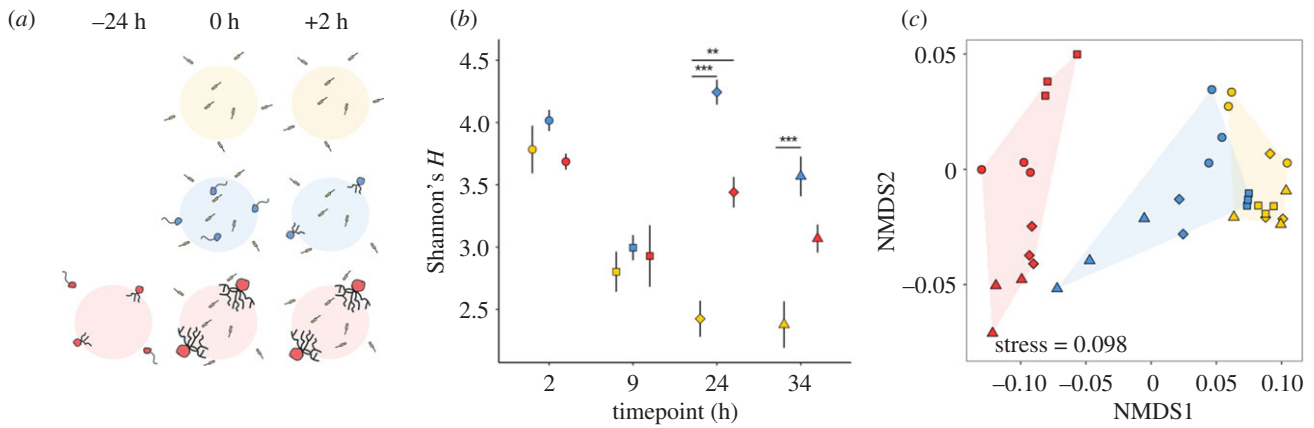 (a)
−24 h
0 h
+2 h
(b)
4.5
4.0
3.5
3.0
2.5
Shannon's H
**
***
***
2
9
24
34
timepoint (h)
(c)
0.05
0
−0.05
NMDS2
stress = 0.098
−0.10
−0.05
0
0.05
0.10
NMDS1